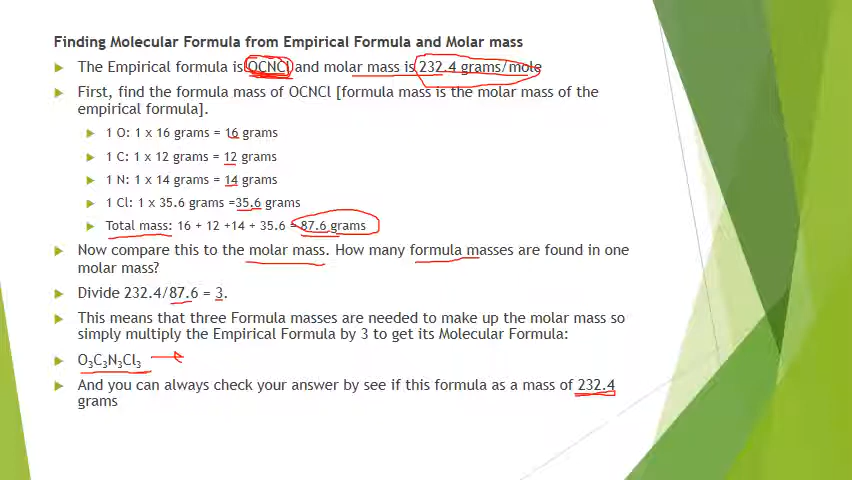 Finding Molecular Formula from Empirical Formula and Molar mass
The Empirical formula is OCNCl and molar mass is 232.4 grams/mole
First, find the formula mass of OCNCl [formula mass is the molar mass of the
empirical formula].
1 O: 1 x 16 grams = 16 grams
1 C: 1 x 12 grams = 12 grams
1 N: 1 x 14 grams = 14 grams
1 Cl: 1 x 35.6 grams =35.6 grams
Total mass: 16 + 12 +14 + 35.6 = 87.6 grams
Now compare this to the molar mass. How many formula masses are found in one
molar mass?
Divide 232.4/87.6 = 3.
This means that three Formula masses are needed to make up the molar mass so
simply multiply the Empirical Formula by 3 to get its Molecular Formula:
O₃C₃N₃Cl₃
And you can always check your answer by see if this formula as a mass of 232.4
grams